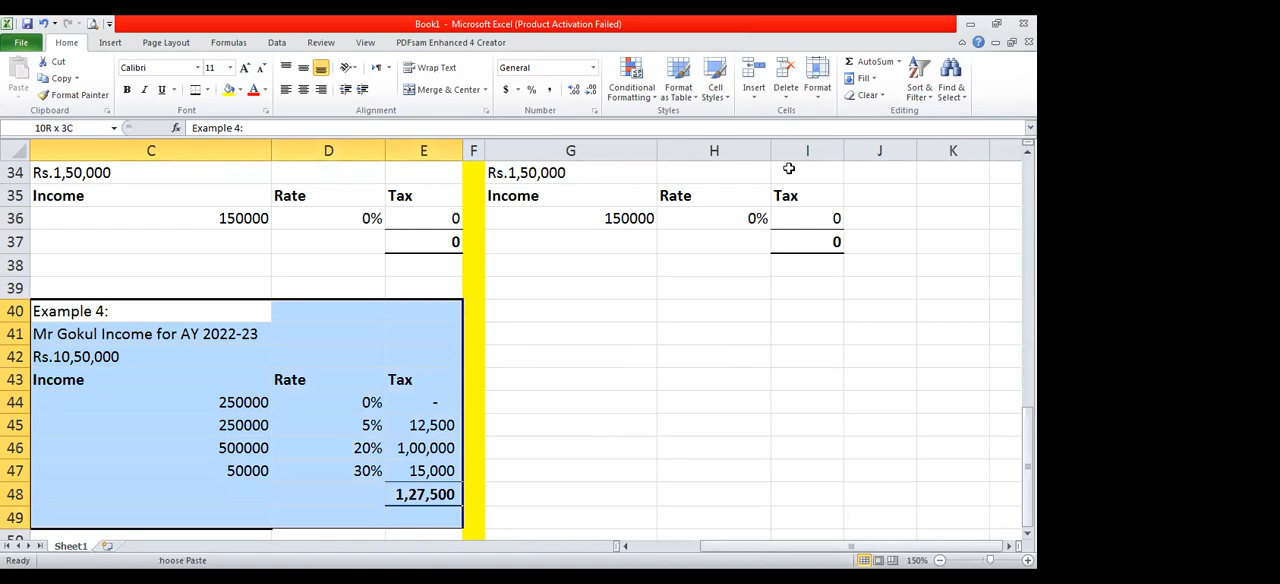 Book1 - Microsoft Excel (Product Activation Failed)
File Home Insert Page Layout Formulas Data Review View PDFsam Enhanced 4 Creator
Paste Cut Copy Format Painter
Clipboard
Calibri 11
B I U
Font
Wrap Text
Merge & Center
Alignment
General
$ % ,
Number
Conditional Formatting Format as Table Cell Styles
Styles
Insert Delete Format
Cells
AutoSum Fill Clear Sort & Filter Find & Select
Editing
10R x 3C fx Example 4:
C D E F G H I J K
34 Rs.1,50,000 Rs.1,50,000
35 Income Rate Tax Income Rate Tax
36 150000 0% 0 150000 0% 0
37 0 0
38
39
40 Example 4:
41 Mr Gokul Income for AY 2022-23
42 Rs.10,50,000
43 Income Rate Tax
44 250000 0% -
45 250000 5% 12,500
46 500000 20% 1,00,000
47 50000 30% 15,000
48 1,27,500
49
50
Sheet1
Ready hoose Paste 150%